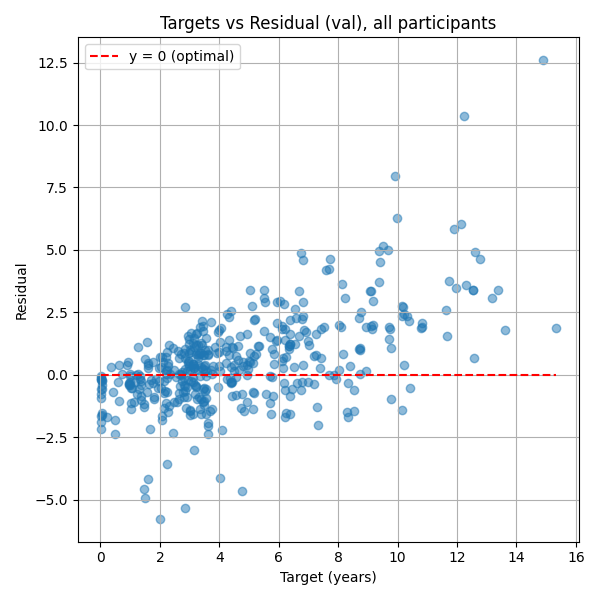 Targets vs Residual (val), all participants
y = 0 (optimal)
12.5
10.0
7.5
5.0
2.5
0.0
−2.5
−5.0
Residual
0 2 4 6 8 10 12 14 16
Target (years)